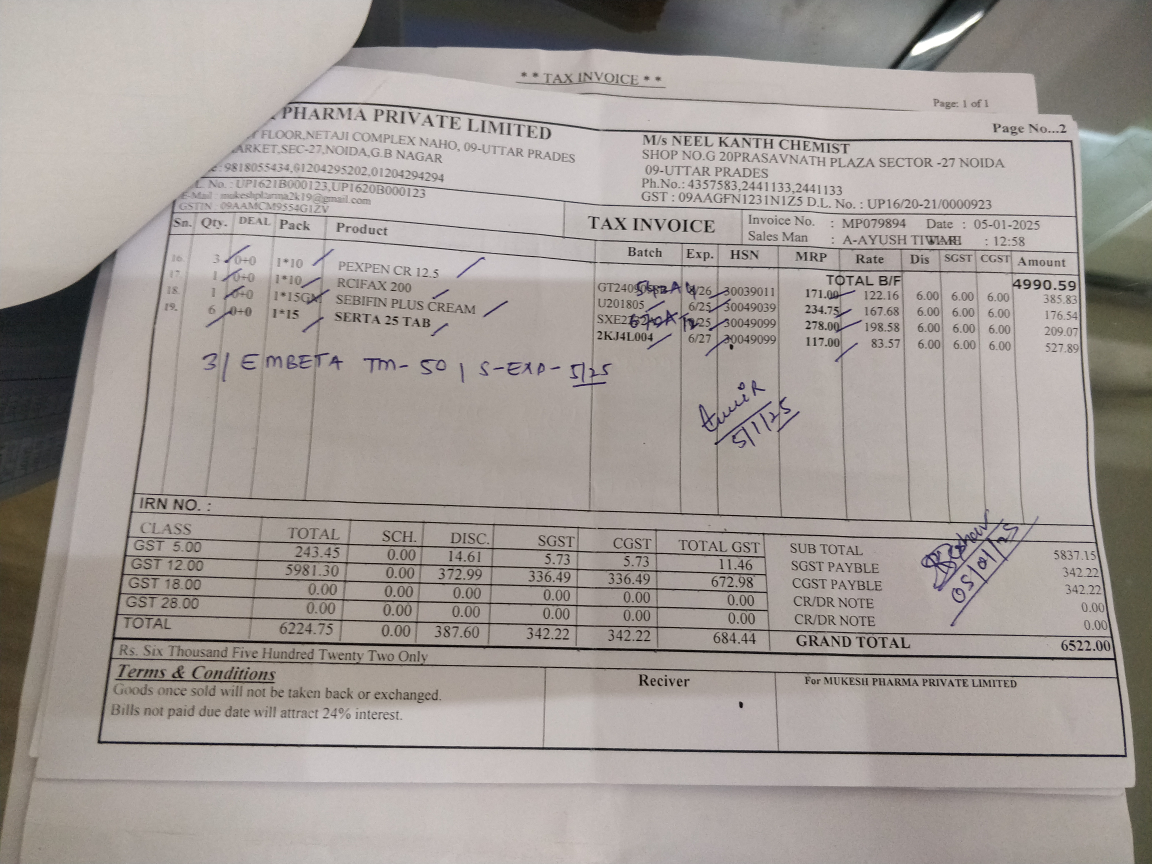 * * TAX INVOICE * *
Page: 1 of 1
PHARMA PRIVATE LIMITED
Page No...2
FLOOR,NETAJI COMPLEX NAHO, 09-UTTAR PRADES
ARKET,SEC-27,NOIDA,G.B NAGAR
:9818055434,01204295202,01204294294
L. No. : UP1621B000123,UP1620B000123
E-Mail : mukeshpharma2k19@gmail.com
GSTIN : 09AAMCM9554G1ZV
M/s NEEL KANTH CHEMIST
SHOP NO.G 20PRASAVNATH PLAZA SECTOR -27 NOIDA
09-UTTAR PRADES
Ph.No.: 4357583,2441133,2441133
GST : 09AAGFN1231N1Z5 D.L. No. : UP16/20-21/0000923
TAX INVOICE
Invoice No. : MP079894 Date : 05-01-2025
Sales Man : A-AYUSH : 12:58
Sn. Qty. DEAL Pack Product Batch Exp. HSN MRP Rate Dis SGST CGST Amount
TOTAL B/F 4990.59
16. 3 0+0 1*10 PEXPEN CR 12.5 4/26 30039011 171.00 122.16 6.00 6.00 6.00 385.83
17. 1 0+0 1*10 RCIFAX 200 U201805 6/25 30049039 234.75 167.68 6.00 6.00 6.00 176.54
18. 1 0+0 1*15GM SEBIFIN PLUS CREAM 30049099 278.00 198.58 6.00 6.00 6.00 209.07
19. 6 0+0 1*15 SERTA 25 TAB 2KJ4L004 6/27 30049099 117.00 83.57 6.00 6.00 6.00 527.89
3/ EMBETA TM-50 / S-EXP-5/25
5/1/25
IRN NO. :
CLASS TOTAL SCH. DISC. SGST CGST TOTAL GST
GST 5.00 243.45 0.00 14.61 5.73 5.73 11.46
GST 12.00 5981.30 0.00 372.99 336.49 336.49 672.98
GST 18.00 0.00 0.00 0.00 0.00 0.00 0.00
GST 28.00 0.00 0.00 0.00 0.00 0.00 0.00
TOTAL 6224.75 0.00 387.60 342.22 342.22 684.44
SUB TOTAL 5837.15
SGST PAYBLE 342.22
CGST PAYBLE 342.22
CR/DR NOTE 0.00
CR/DR NOTE 0.00
GRAND TOTAL 6522.00
05/01/25
Rs. Six Thousand Five Hundred Twenty Two Only
Terms & Conditions
Goods once sold will not be taken back or exchanged.
Bills not paid due date will attract 24% interest.
Reciver
For MUKESH PHARMA PRIVATE LIMITED